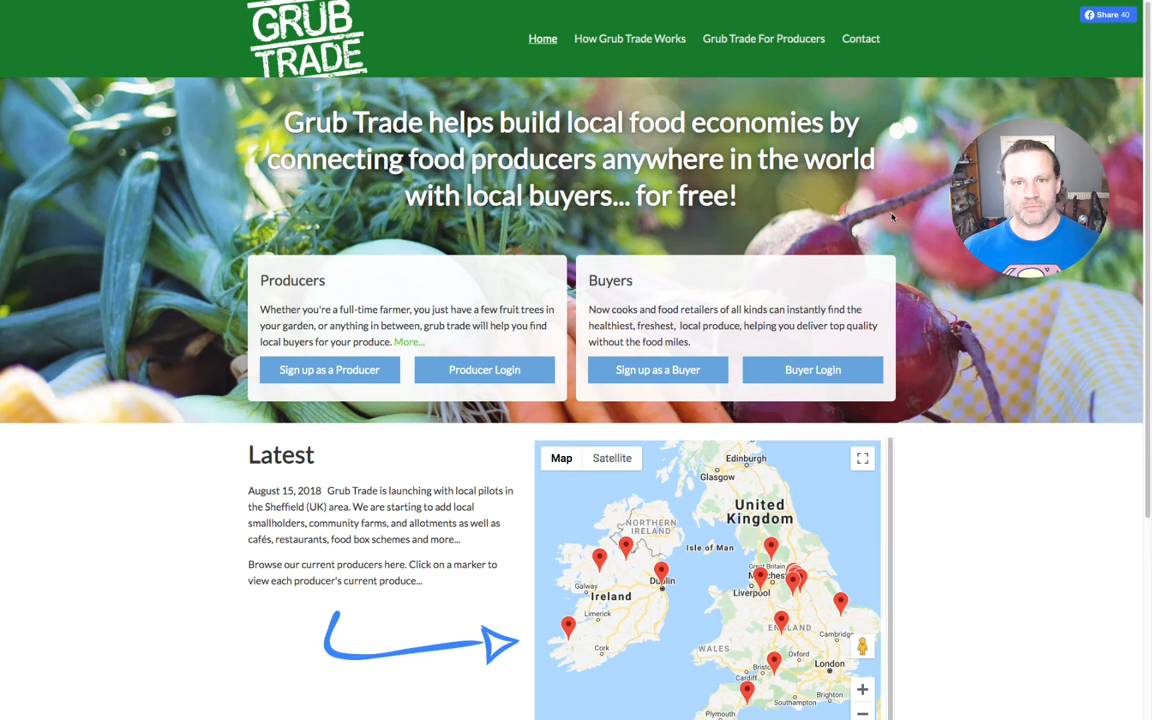 GRUB
TRADE
Home
How Grub Trade Works
Grub Trade For Producers
Contact
Share 40
Grub Trade helps build local food economies by
connecting food producers anywhere in the world
with local buyers... for free!
Producers
Whether you're a full-time farmer, you just have a few fruit trees in
your garden, or anything in between, grub trade will help you find
local buyers for your produce. More...
Sign up as a Producer
Producer Login
Buyers
Now cooks and food retailers of all kinds can instantly find the
healthiest, freshest, local produce, helping you deliver top quality
without the food miles.
Sign up as a Buyer
Buyer Login
Latest
August 15, 2018 Grub Trade is launching with local pilots in
the Sheffield (UK) area. We are starting to add local
smallholders, community farms, and allotments as well as
cafés, restaurants, food box schemes and more...
Browse our current producers here. Click on a marker to
view each producer's current produce...
Map
Satellite
Edinburgh
Glasgow
United
Kingdom
NORTHERN
IRELAND
Isle of Man
Great Britain
Dublin
Galway
Ireland
Liverpool
Limerick
Cork
ENGLAND
WALES
Cambridge
Oxford
London
Cardiff
Brighton
Southampton
Plymouth